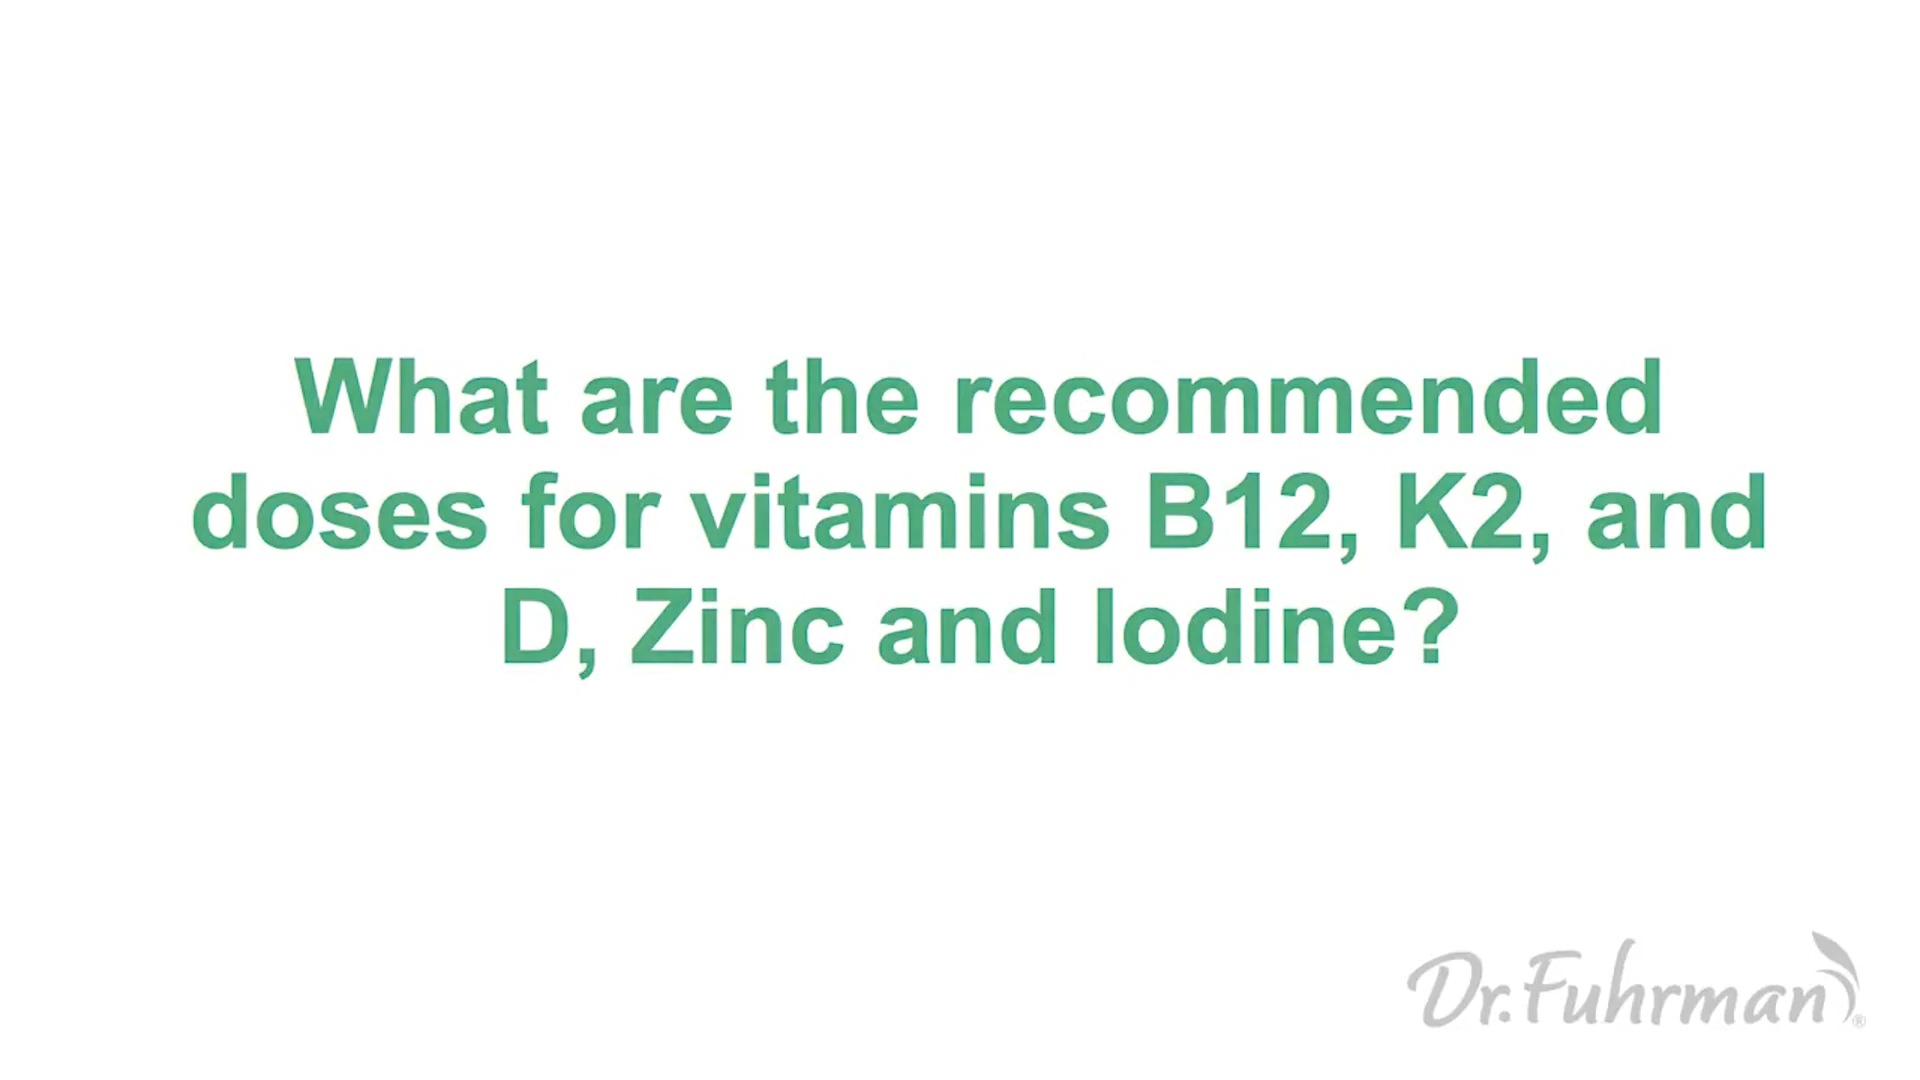 What are the recommended
doses for vitamins B12, K2, and
D, Zinc and Iodine?
Dr. Fuhrman®